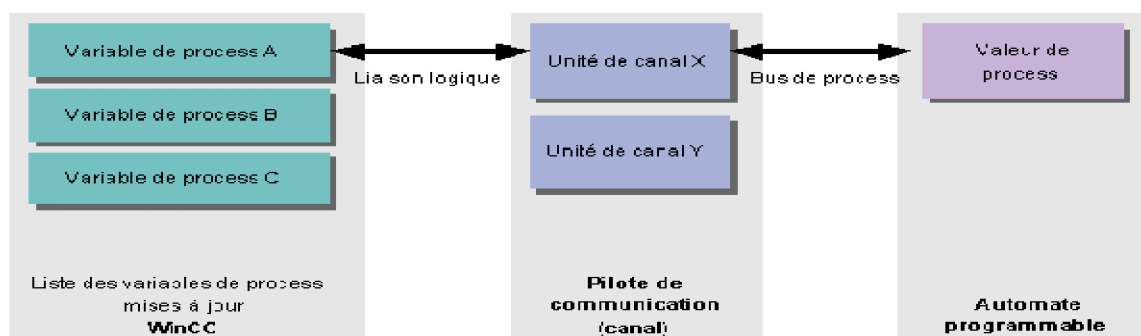 Variable de process A
Variable de process B
Variable de process C
Liaison logique
Unité de canal X
Unité de canal Y
Bus de process
Valeur de
process
Liste des variables de process
mises à jour
WinCC
Pilote de
communication
(canal)
Automate
programmable